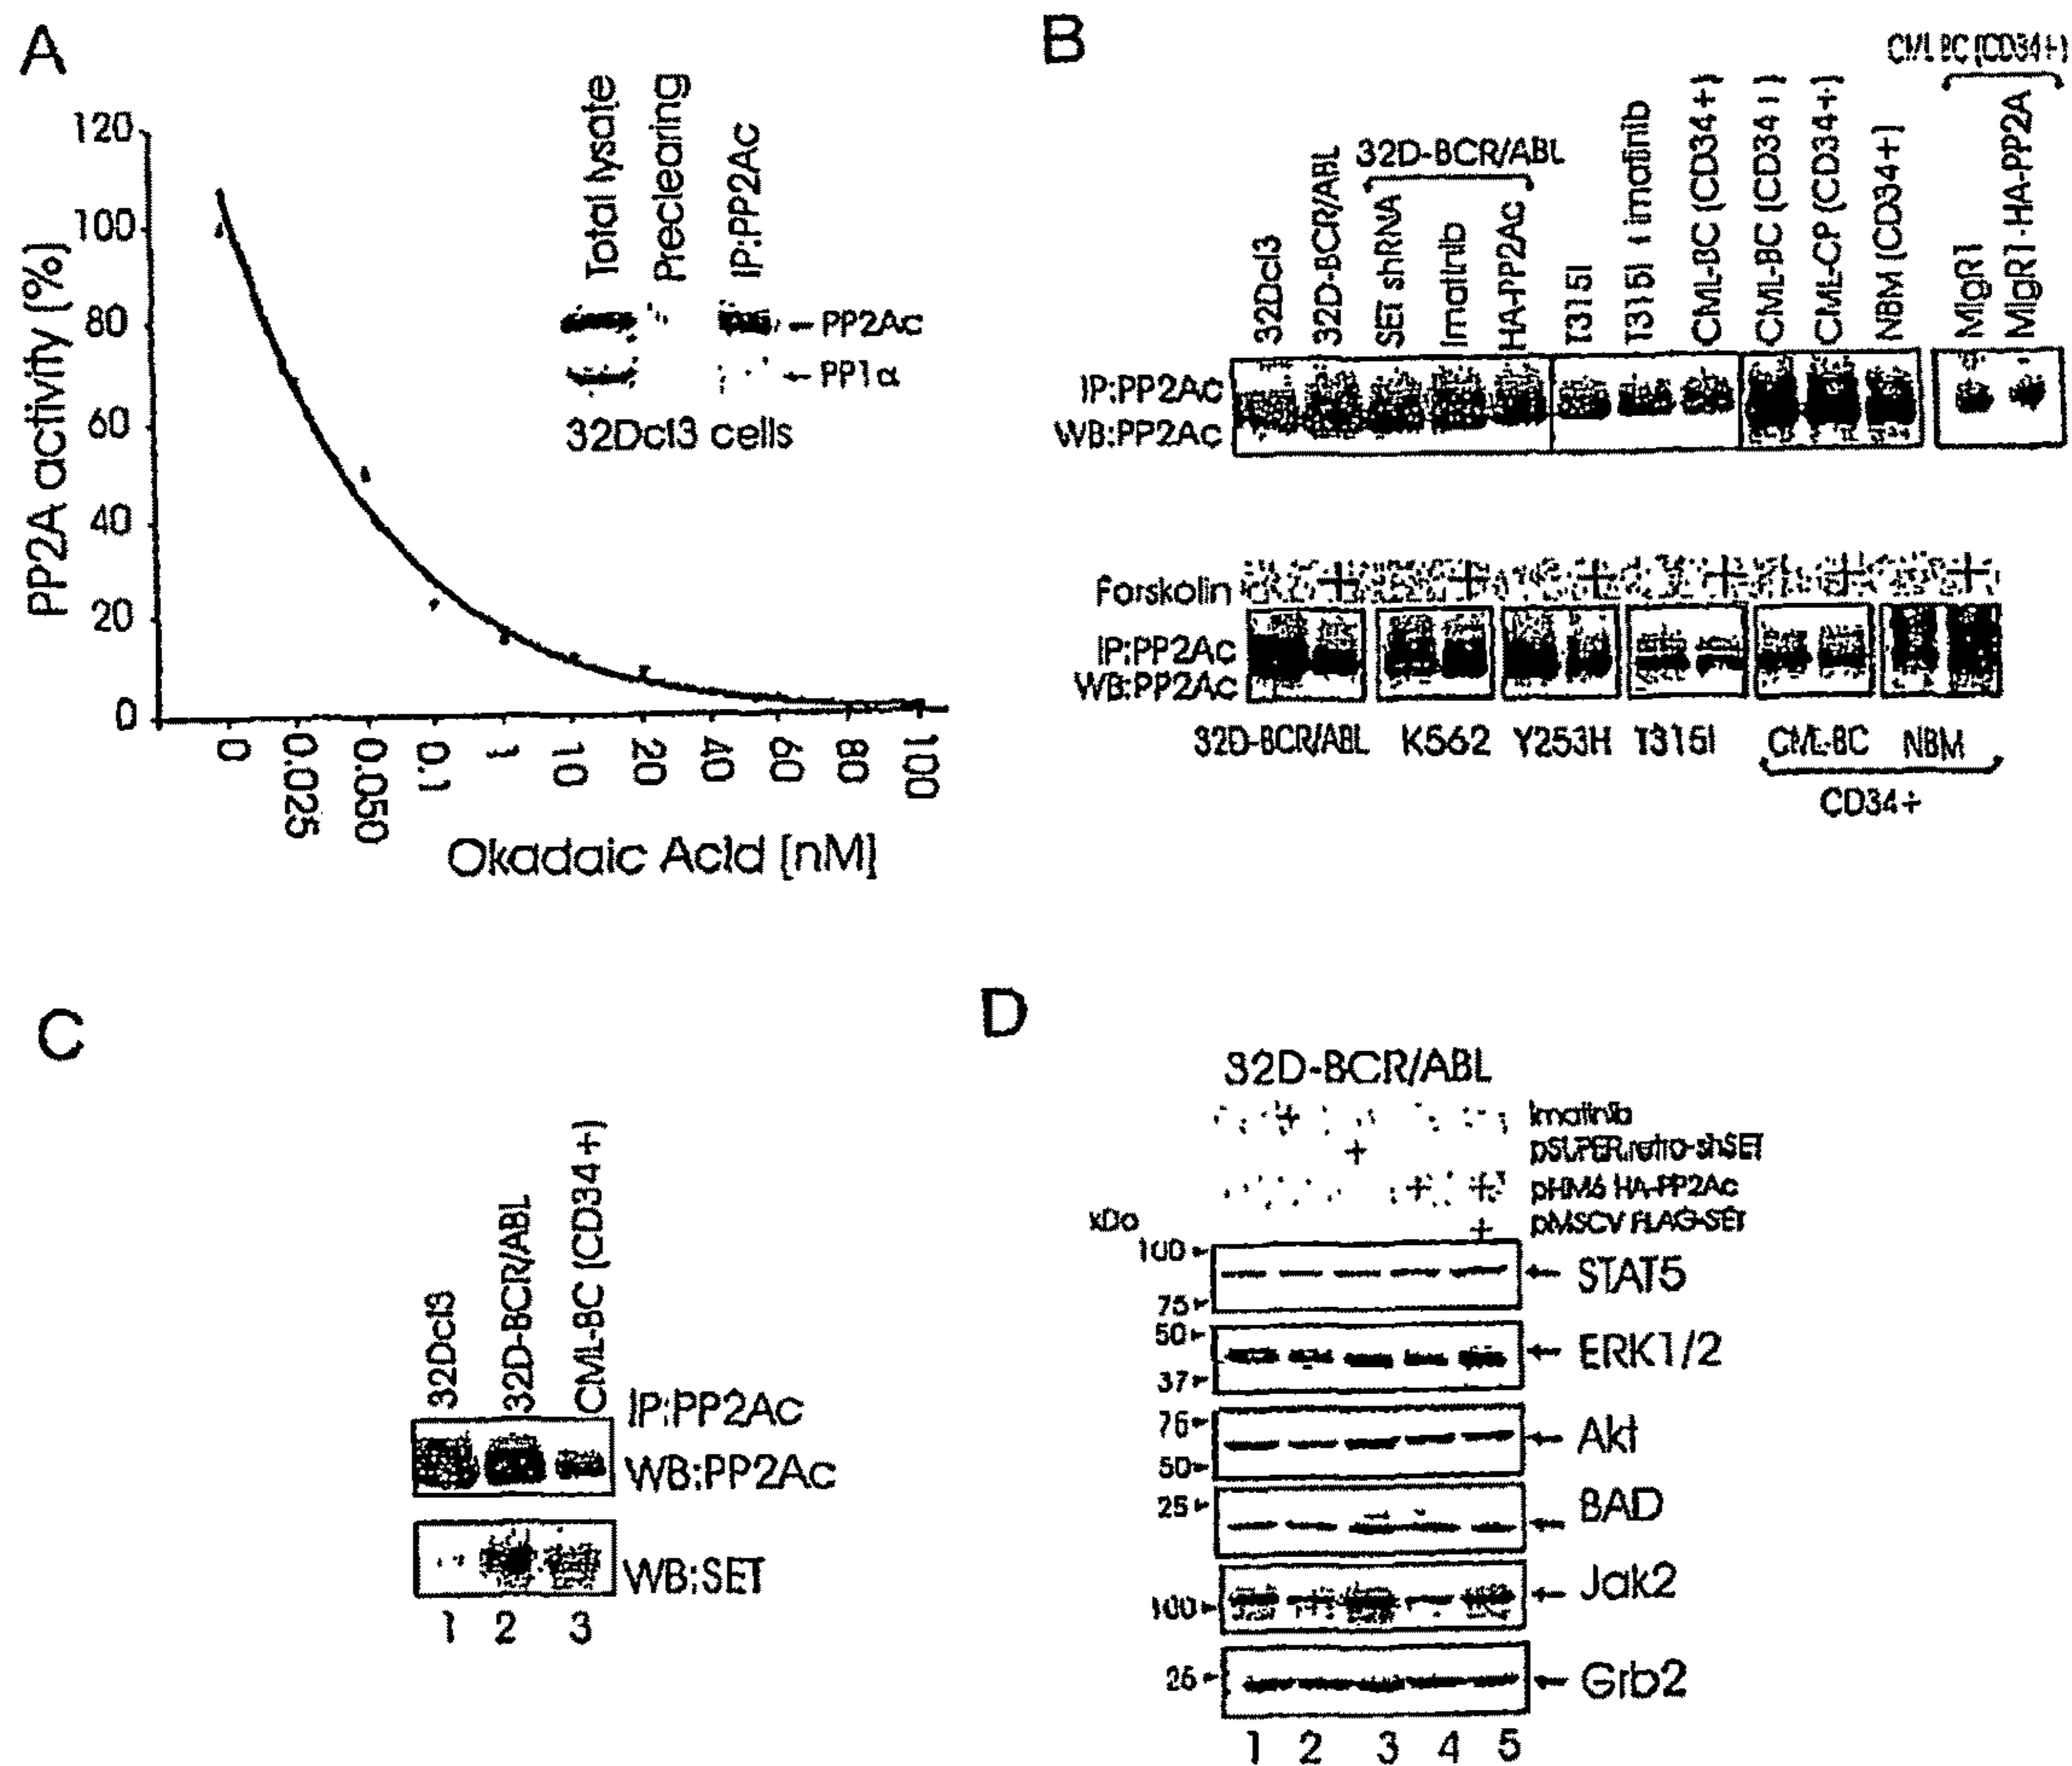 A
120
100
80
60
40
20
0
PP2A activity (%)
0
0.025
0.050
0.1
1
10
20
40
60
80
100
Okadaic Acid [nM]
Total lysate
Preclearing
IP:PP2Ac
PP2Ac
PP1α
32Dcl3 cells
B
CML-BC (CD34+)
32D-BCR/ABL
32Dcl3
32D-BCR/ABL
SET shRNA
Imatinib
HA-PP2Ac
T315I
T315I + imatinib
CML-BC (CD34+)
CML-BC (CD34+)
CML-CP (CD34+)
NBM (CD34+)
MigR1
MigR1-HA-PP2A
IP:PP2Ac
WB:PP2Ac
Forskolin + + + + + +
IP:PP2Ac
WB:PP2Ac
32D-BCR/ABL K562 Y253H T315I CML-BC NBM
CD34+
C
32Dcl3
32D-BCR/ABL
CML-BC (CD34+)
IP:PP2Ac
WB:PP2Ac
WB:SET
1 2 3
D
32D-BCR/ABL
+ Imatinib
+ pSUPER.retro-shSET
+ + pHM6 HA-PP2Ac
+ pMSCV FLAG-SET
kDa
100
STAT5
75
50
ERK1/2
37
75
Akt
50
25
BAD
Jak2
100
25 Grb2
1 2 3 4 5